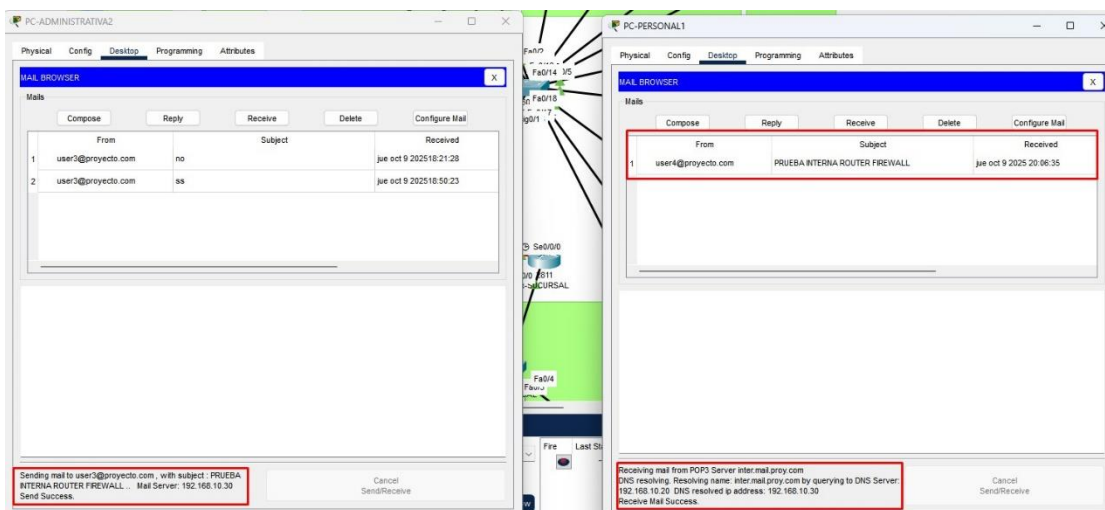 PC-ADMINISTRATIVA2
Physical Config Desktop Programming Attributes
MAIL BROWSER X
Mails
Compose Reply Receive Delete Configure Mail
From Subject Received
1 user3@proyecto.com no jue oct 9 202518:21:28
2 user3@proyecto.com ss jue oct 9 202518:50:23
Sending mail to user3@proyecto.com , with subject : PRUEBA
INTERNA ROUTER FIREWALL .. Mail Server: 192.168.10.30
Send Success.
Cancel
Send/Receive
Fa0/2
Fa0/14
Fa0/18
Se0/0/0
2811
Fa0/4
Fire Last
PC-PERSONAL1
Physical Config Desktop Programming Attributes
MAIL BROWSER X
Mails
Compose Reply Receive Delete Configure Mail
From Subject Received
1 user4@proyecto.com PRUEBA INTERNA ROUTER FIREWALL jue oct 9 2025 20:06:35
Receiving mail from POP3 Server inter.mail.proy.com
DNS resolving. Resolving name: inter.mail.proy.com by querying to DNS Server:
192.168.10.20 DNS resolved ip address: 192.168.10.30
Receive Mail Success.
Cancel
Send/Receive